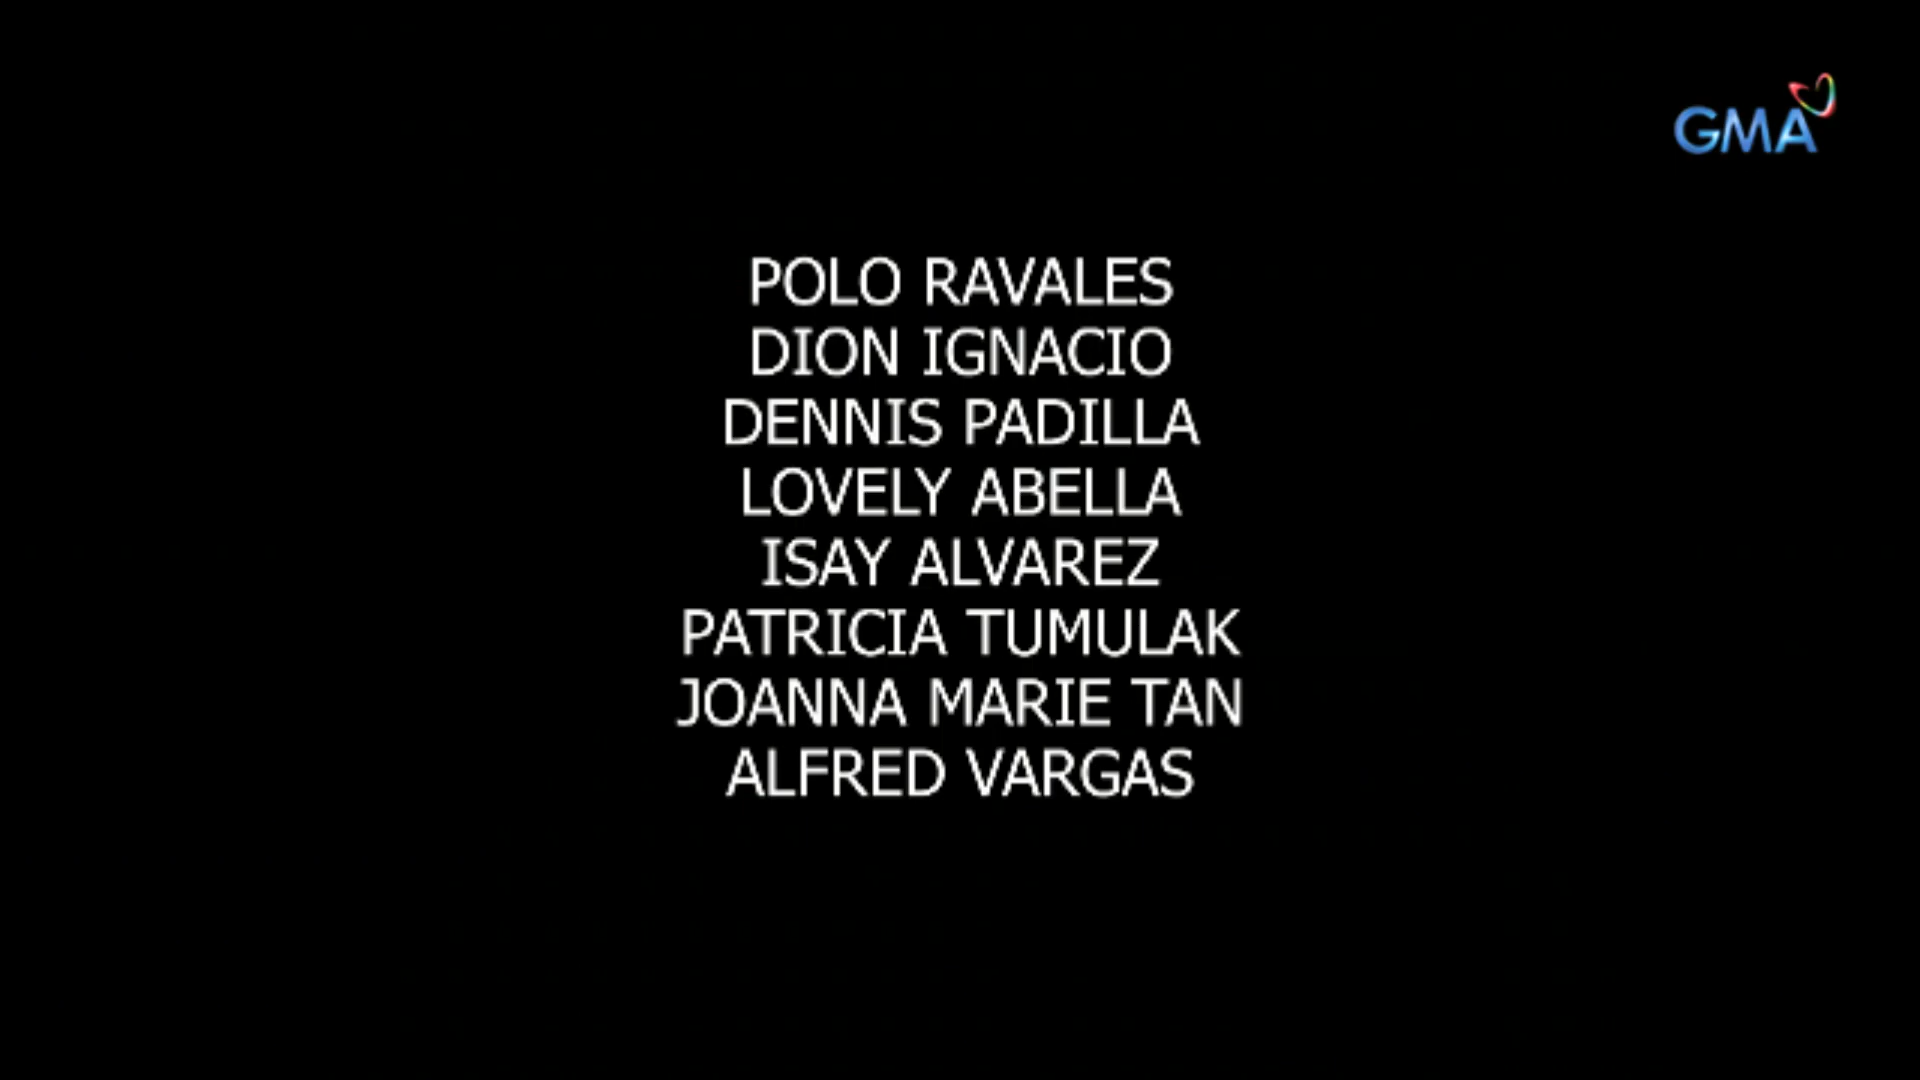 GMA
POLO RAVALES
DION IGNACIO
DENNIS PADILLA
LOVELY ABELLA
ISAY ALVAREZ
PATRICIA TUMULAK
JOANNA MARIE TAN
ALFRED VARGAS